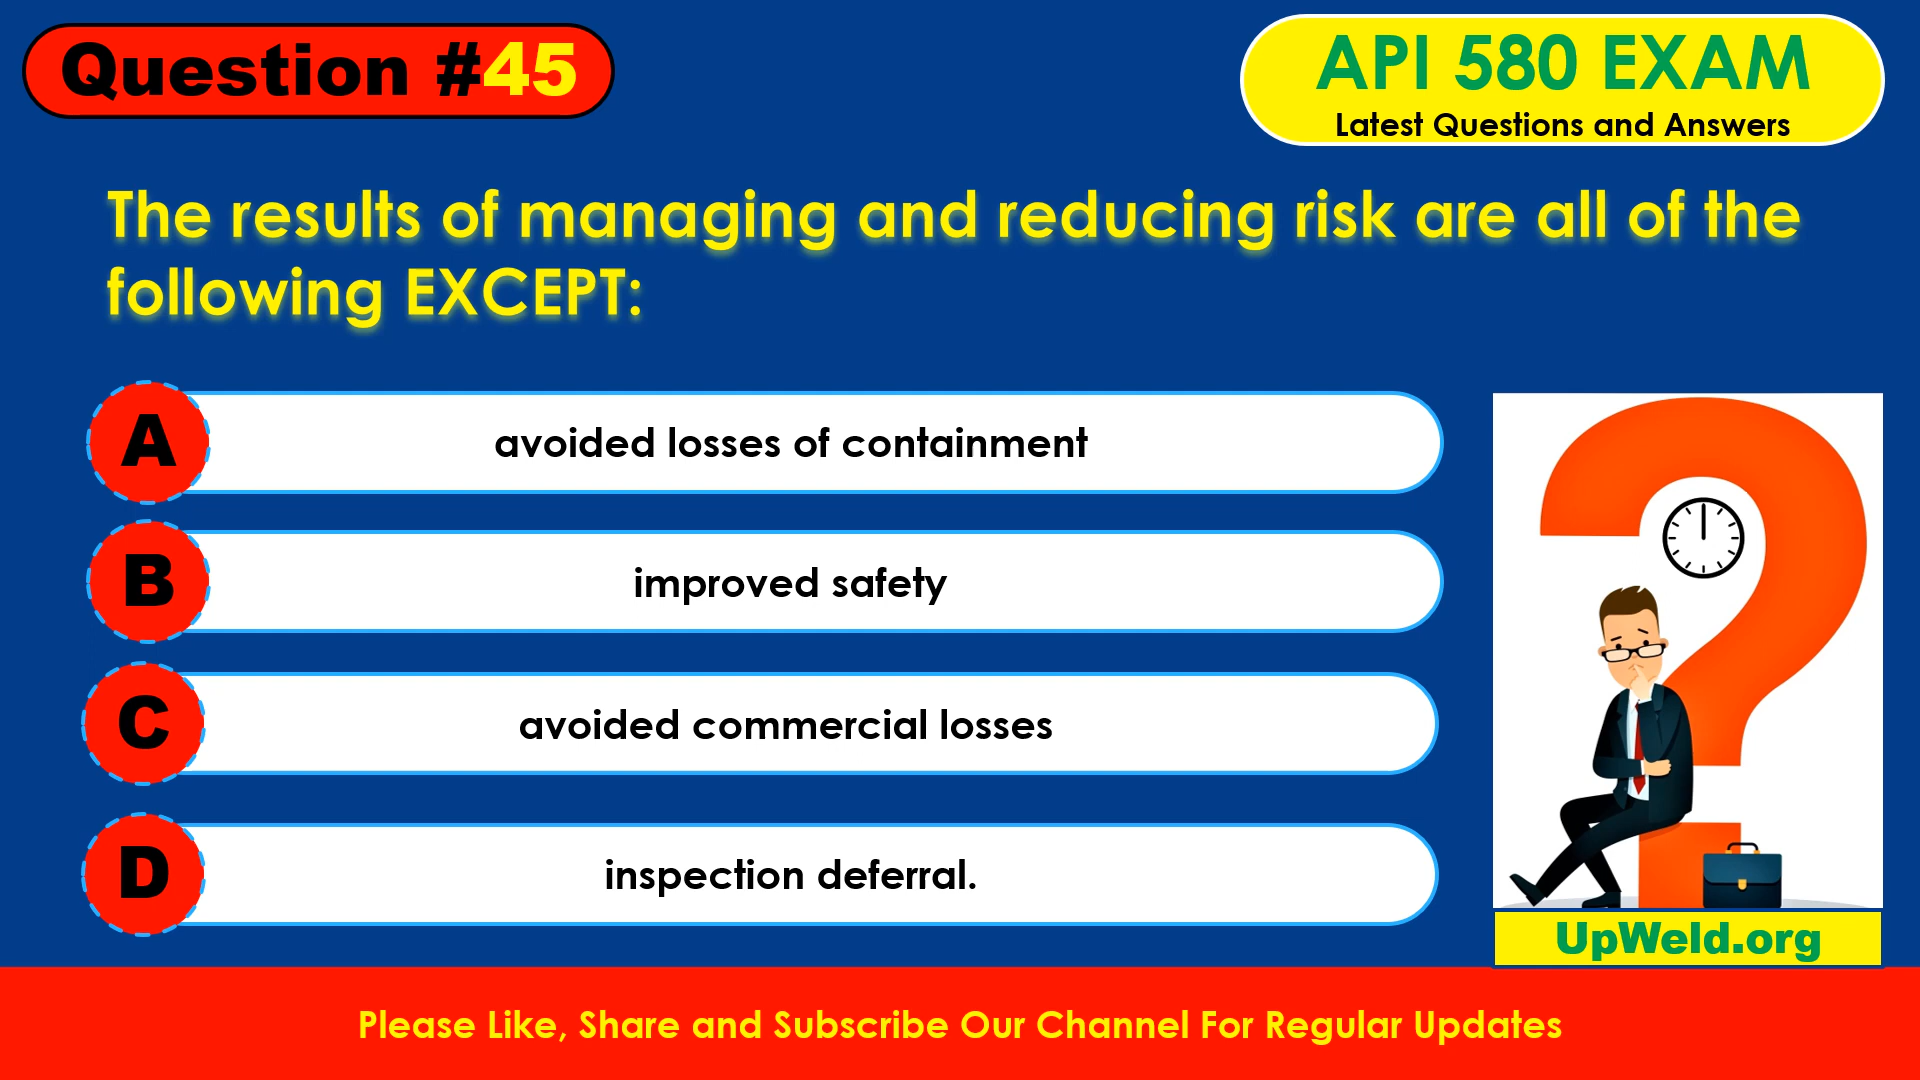 Question #45
API 580 EXAM
Latest Questions and Answers
The results of managing and reducing risk are all of the
following EXCEPT:
A
avoided losses of containment
B
improved safety
C
avoided commercial losses
D
inspection deferral.
UpWeld.org
Please Like, Share and Subscribe Our Channel For Regular Updates